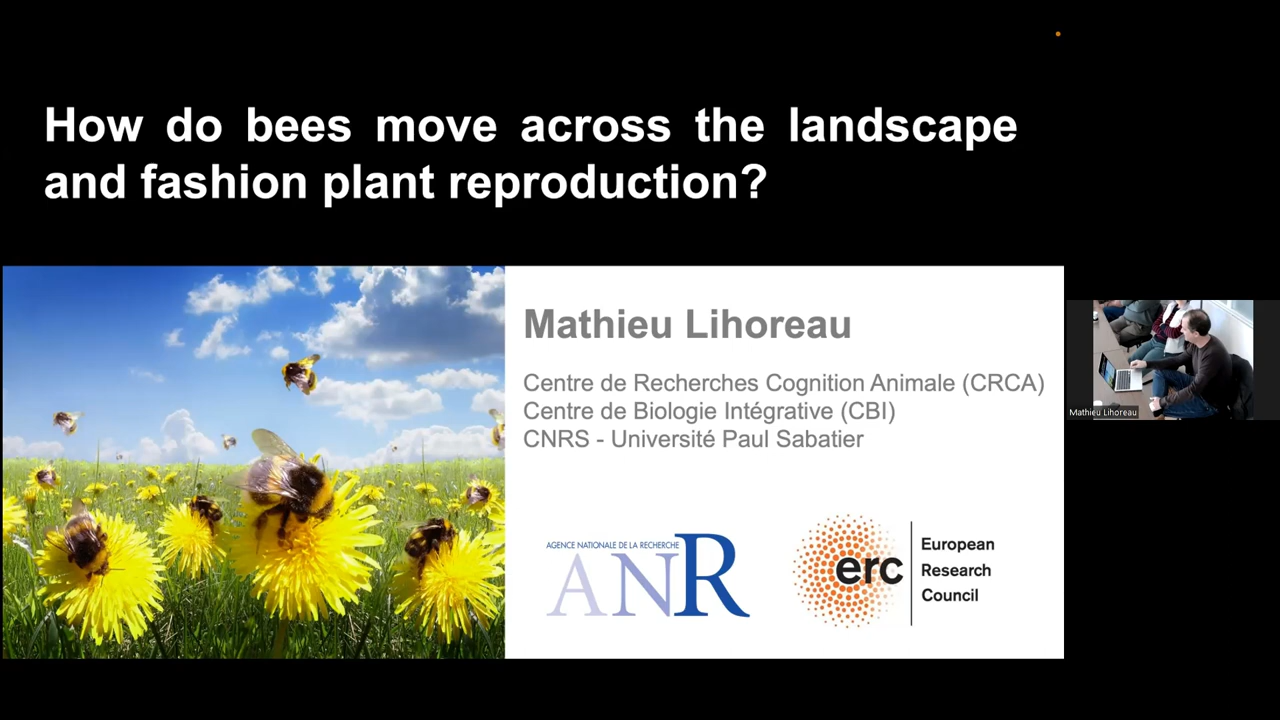 How do bees move across the landscape
and fashion plant reproduction?
Mathieu Lihoreau
Centre de Recherches Cognition Animale (CRCA)
Centre de Biologie Intégrative (CBI)
CNRS - Université Paul Sabatier
AGENCE NATIONALE DE LA RECHERCHE
ANR
erc
European
Research
Council
Mathieu Lihoreau